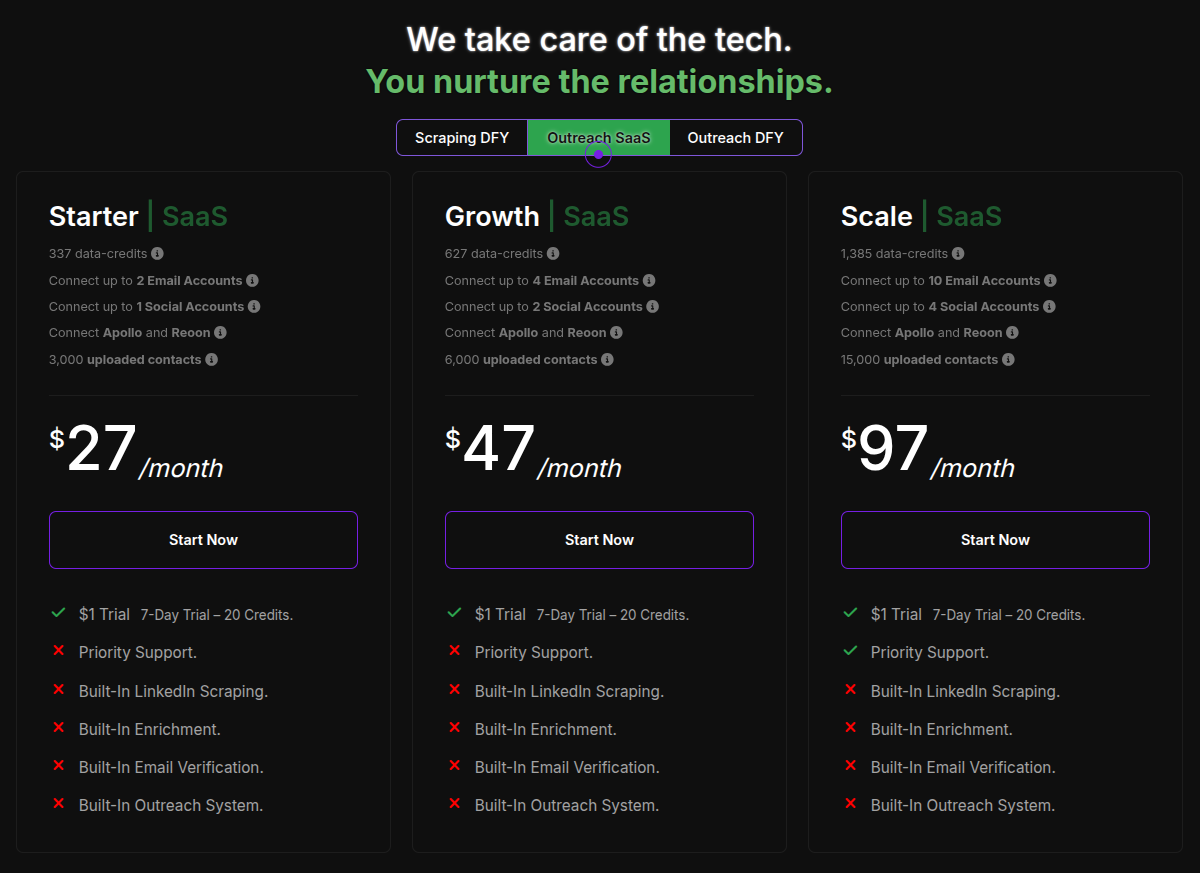 We take care of the tech.
You nurture the relationships.
Scraping DFY
Outreach SaaS
Outreach DFY
Starter | SaaS
337 data-credits
Connect up to 2 Email Accounts
Connect up to 1 Social Accounts
Connect Apollo and Reoon
3,000 uploaded contacts
$27 /month
Start Now
$1 Trial 7-Day Trial – 20 Credits.
Priority Support.
Built-In LinkedIn Scraping.
Built-In Enrichment.
Built-In Email Verification.
Built-In Outreach System.
Growth | SaaS
627 data-credits
Connect up to 4 Email Accounts
Connect up to 2 Social Accounts
Connect Apollo and Reoon
6,000 uploaded contacts
$47 /month
Start Now
$1 Trial 7-Day Trial – 20 Credits.
Priority Support.
Built-In LinkedIn Scraping.
Built-In Enrichment.
Built-In Email Verification.
Built-In Outreach System.
Scale | SaaS
1,385 data-credits
Connect up to 10 Email Accounts
Connect up to 4 Social Accounts
Connect Apollo and Reoon
15,000 uploaded contacts
$97 /month
Start Now
$1 Trial 7-Day Trial – 20 Credits.
Priority Support.
Built-In LinkedIn Scraping.
Built-In Enrichment.
Built-In Email Verification.
Built-In Outreach System.